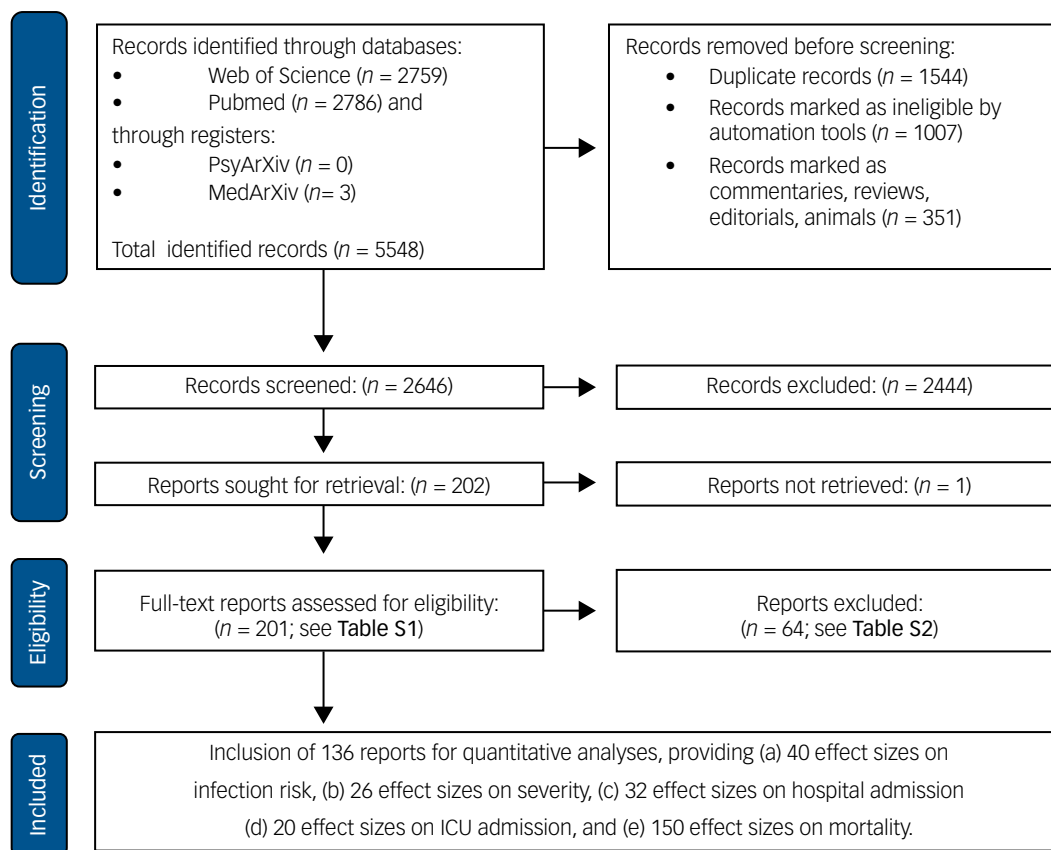 Identification
Records identified through databases:
• Web of Science (n = 2759)
• Pubmed (n = 2786) and
through registers:
• PsyArXiv (n = 0)
• MedArXiv (n= 3)
Total identified records (n = 5548)
Records removed before screening:
• Duplicate records (n = 1544)
• Records marked as ineligible by
automation tools (n = 1007)
• Records marked as
commentaries, reviews,
editorials, animals (n = 351)
Screening
Records screened: (n = 2646)
Records excluded: (n = 2444)
Reports sought for retrieval: (n = 202)
Reports not retrieved: (n = 1)
Eligibility
Full-text reports assessed for eligibility:
(n = 201; see Table S1)
Reports excluded:
(n = 64; see Table S2)
Included
Inclusion of 136 reports for quantitative analyses, providing (a) 40 effect sizes on
infection risk, (b) 26 effect sizes on severity, (c) 32 effect sizes on hospital admission
(d) 20 effect sizes on ICU admission, and (e) 150 effect sizes on mortality.